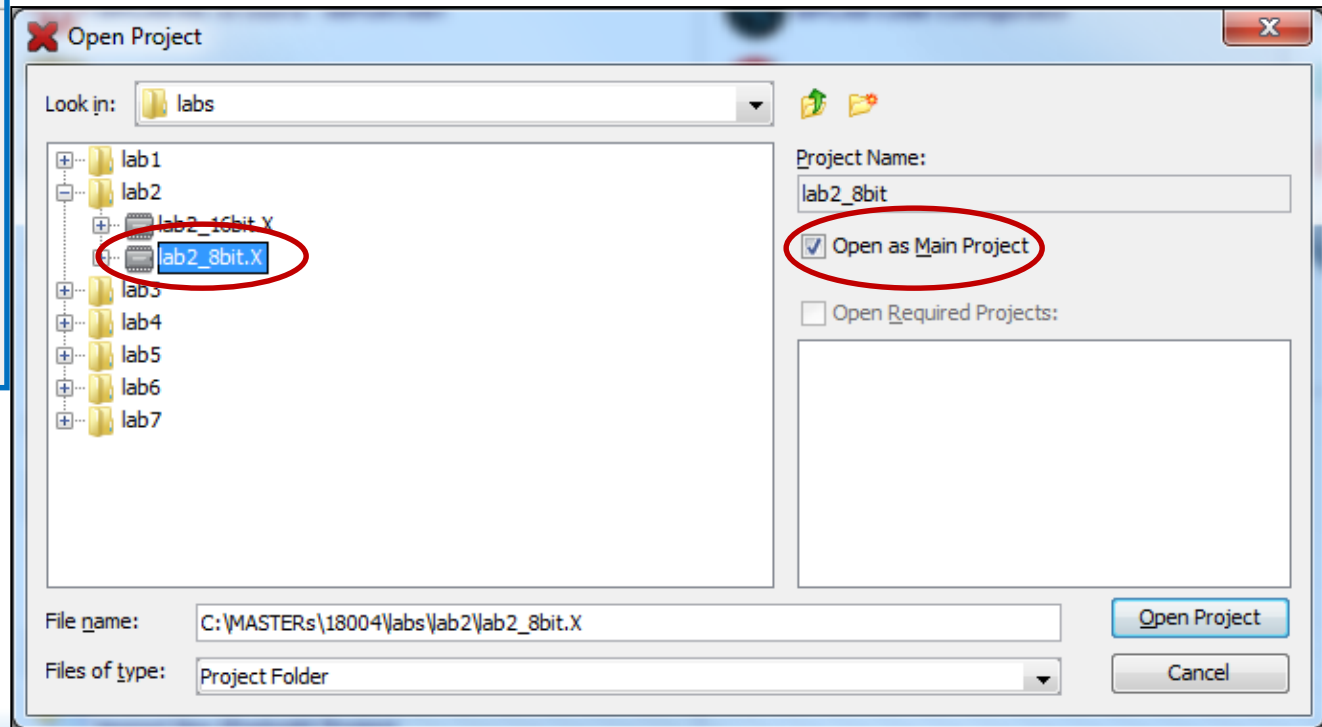 Open Project
Look in: labs
lab1
lab2
lab2_16bit.X
lab2_8bit.X
lab3
lab4
lab5
lab6
lab7
Project Name:
lab2_8bit
Open as Main Project
Open Required Projects:
File name: C:\MASTERs\18004\labs\lab2\lab2_8bit.X
Open Project
Files of type: Project Folder
Cancel